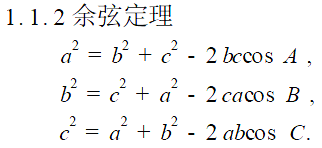 1.1.2 余弦定理
a² = b² + c² - 2bccos A,
b² = c² + a² - 2cacos B,
c² = a² + b² - 2abcos C.